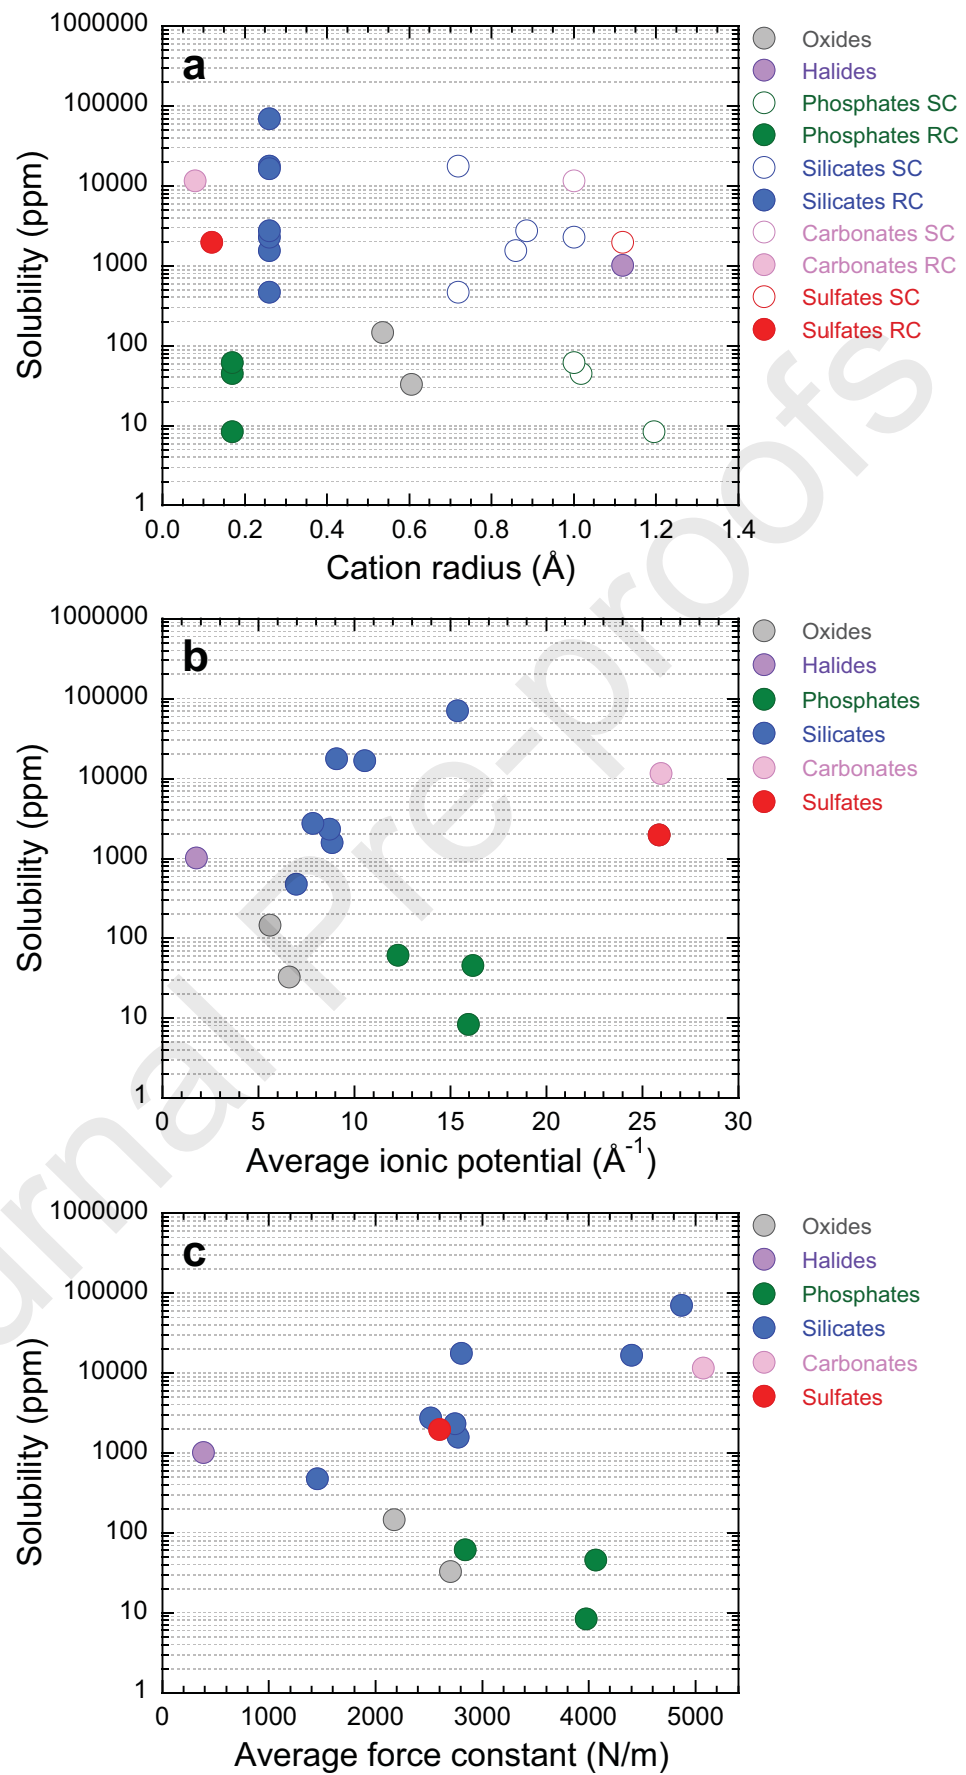 a
1000000
100000
10000
1000
100
10
1
Solubility (ppm)
0.0 0.2 0.4 0.6 0.8 1.0 1.2 1.4
Cation radius (Å)
Oxides
Halides
Phosphates SC
Phosphates RC
Silicates SC
Silicates RC
Carbonates SC
Carbonates RC
Sulfates SC
Sulfates RC
b
1000000
100000
10000
1000
100
10
1
Solubility (ppm)
0 5 10 15 20 25 30
Average ionic potential (Å⁻¹)
Oxides
Halides
Phosphates
Silicates
Carbonates
Sulfates
c
1000000
100000
10000
1000
100
10
1
Solubility (ppm)
0 1000 2000 3000 4000 5000
Average force constant (N/m)
Oxides
Halides
Phosphates
Silicates
Carbonates
Sulfates
urnal Pre-proofs